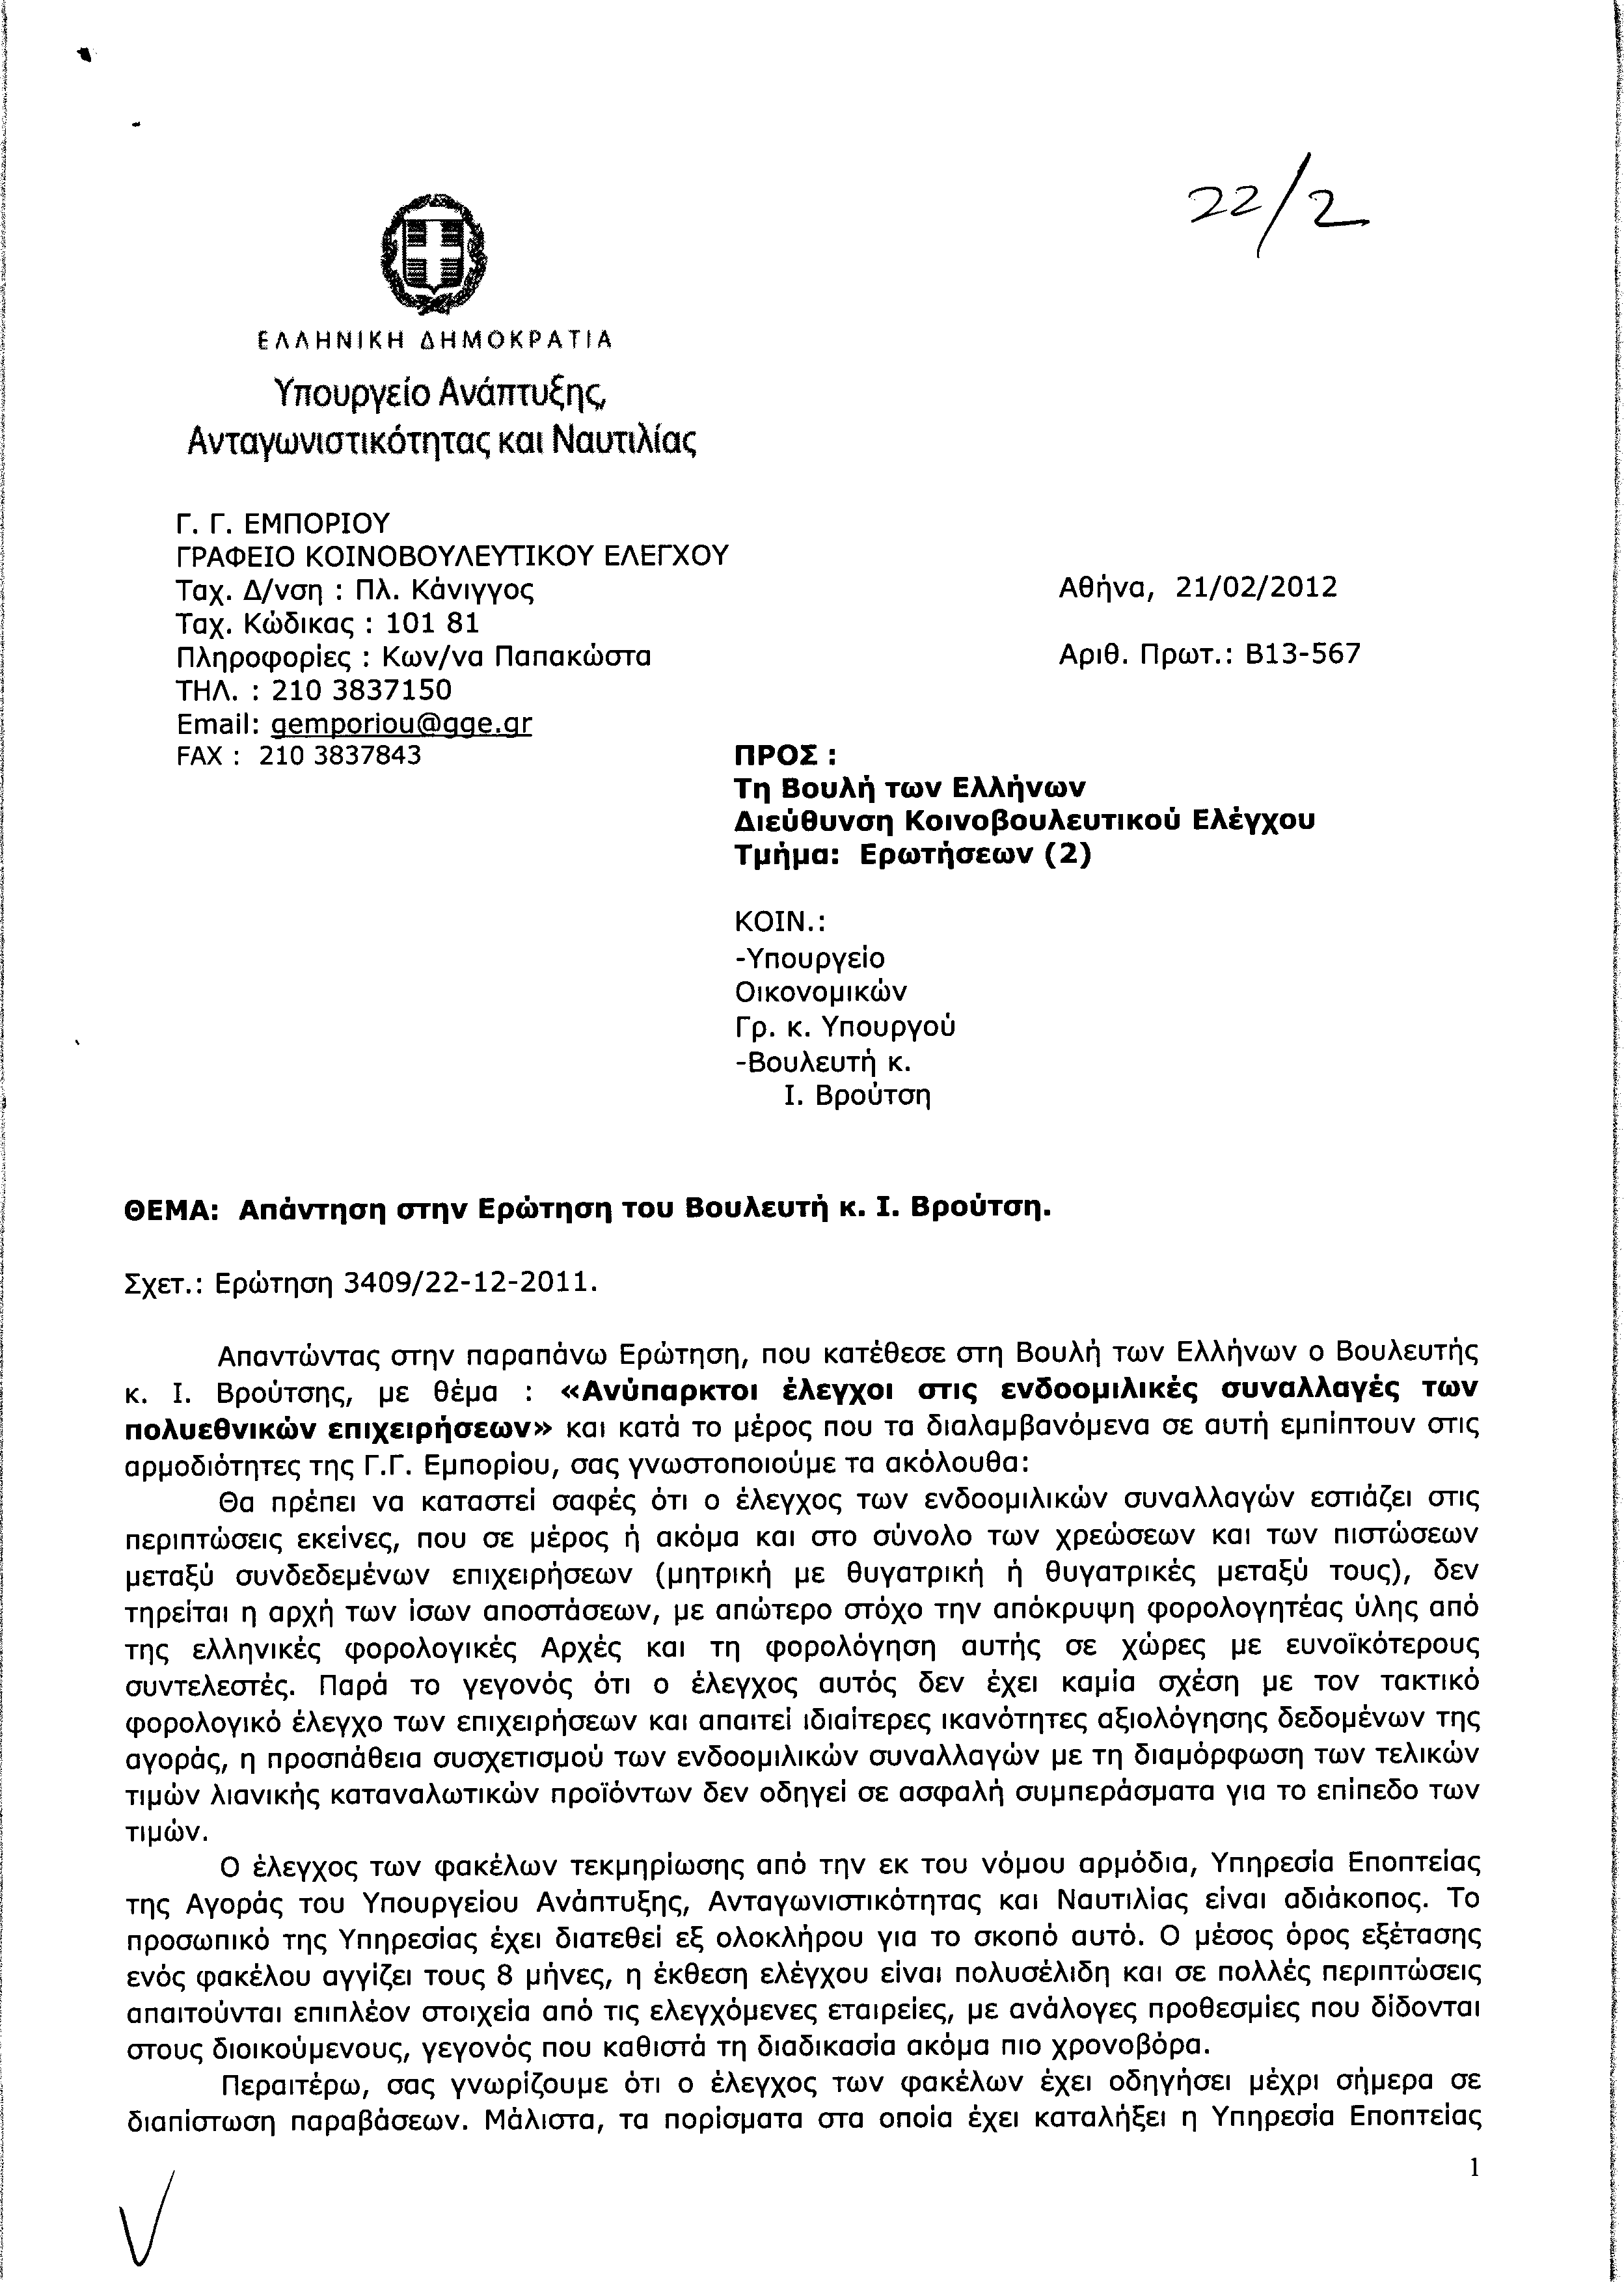 22/2
ΕΛΛΗΝΙΚΗ ΔΗΜΟΚΡΑΤΙΑ
Υπουργείο Ανάπτυξης,
Ανταγωνιστικότητας και Ναυτιλίας
Γ. Γ. ΕΜΠΟΡΙΟΥ
ΓΡΑΦΕΙΟ ΚΟΙΝΟΒΟΥΛΕΥΤΙΚΟΥ ΕΛΕΓΧΟΥ
Ταχ. Δ/νση : Πλ. Κάνιγγος
Ταχ. Κώδικας : 101 81
Πληροφορίες : Κων/να Παπακώστα
ΤΗΛ. : 210 3837150
Email: gemporiou@gge.gr
FAX : 210 3837843
Αθήνα, 21/02/2012
Αριθ. Πρωτ.: Β13-567
ΠΡΟΣ :
Τη Βουλή των Ελλήνων
Διεύθυνση Κοινοβουλευτικού Ελέγχου
Τμήμα: Ερωτήσεων (2)
ΚΟΙΝ.:
-Υπουργείο
Οικονομικών
Γρ. κ. Υπουργού
-Βουλευτή κ.
Ι. Βρούτση
ΘΕΜΑ: Απάντηση στην Ερώτηση του Βουλευτή κ. Ι. Βρούτση.
Σχετ.: Ερώτηση 3409/22-12-2011.
Απαντώντας στην παραπάνω Ερώτηση, που κατέθεσε στη Βουλή των Ελλήνων ο Βουλευτής
κ. Ι. Βρούτσης, με θέμα : «Ανύπαρκτοι έλεγχοι στις ενδοομιλικές συναλλαγές των
πολυεθνικών επιχειρήσεων» και κατά το μέρος που τα διαλαμβανόμενα σε αυτή εμπίπτουν στις
αρμοδιότητες της Γ.Γ. Εμπορίου, σας γνωστοποιούμε τα ακόλουθα:
Θα πρέπει να καταστεί σαφές ότι ο έλεγχος των ενδοομιλικών συναλλαγών εστιάζει στις
περιπτώσεις εκείνες, που σε μέρος ή ακόμα και στο σύνολο των χρεώσεων και των πιστώσεων
μεταξύ συνδεδεμένων επιχειρήσεων (μητρική με θυγατρική ή θυγατρικές μεταξύ τους), δεν
τηρείται η αρχή των ίσων αποστάσεων, με απώτερο στόχο την απόκρυψη φορολογητέας ύλης από
της ελληνικές φορολογικές Αρχές και τη φορολόγηση αυτής σε χώρες με ευνοϊκότερους
συντελεστές. Παρά το γεγονός ότι ο έλεγχος αυτός δεν έχει καμία σχέση με τον τακτικό
φορολογικό έλεγχο των επιχειρήσεων και απαιτεί ιδιαίτερες ικανότητες αξιολόγησης δεδομένων της
αγοράς, η προσπάθεια συσχετισμού των ενδοομιλικών συναλλαγών με τη διαμόρφωση των τελικών
τιμών λιανικής καταναλωτικών προϊόντων δεν οδηγεί σε ασφαλή συμπεράσματα για το επίπεδο των
τιμών.
Ο έλεγχος των φακέλων τεκμηρίωσης από την εκ του νόμου αρμόδια, Υπηρεσία Εποπτείας
της Αγοράς του Υπουργείου Ανάπτυξης, Ανταγωνιστικότητας και Ναυτιλίας είναι αδιάκοπος. Το
προσωπικό της Υπηρεσίας έχει διατεθεί εξ ολοκλήρου για το σκοπό αυτό. Ο μέσος όρος εξέτασης
ενός φακέλου αγγίζει τους 8 μήνες, η έκθεση ελέγχου είναι πολυσέλιδη και σε πολλές περιπτώσεις
απαιτούνται επιπλέον στοιχεία από τις ελεγχόμενες εταιρείες, με ανάλογες προθεσμίες που δίδονται
στους διοικούμενους, γεγονός που καθιστά τη διαδικασία ακόμα πιο χρονοβόρα.
Περαιτέρω, σας γνωρίζουμε ότι ο έλεγχος των φακέλων έχει οδηγήσει μέχρι σήμερα σε
διαπίστωση παραβάσεων. Μάλιστα, τα πορίσματα στα οποία έχει καταλήξει η Υπηρεσία Εποπτείας
1